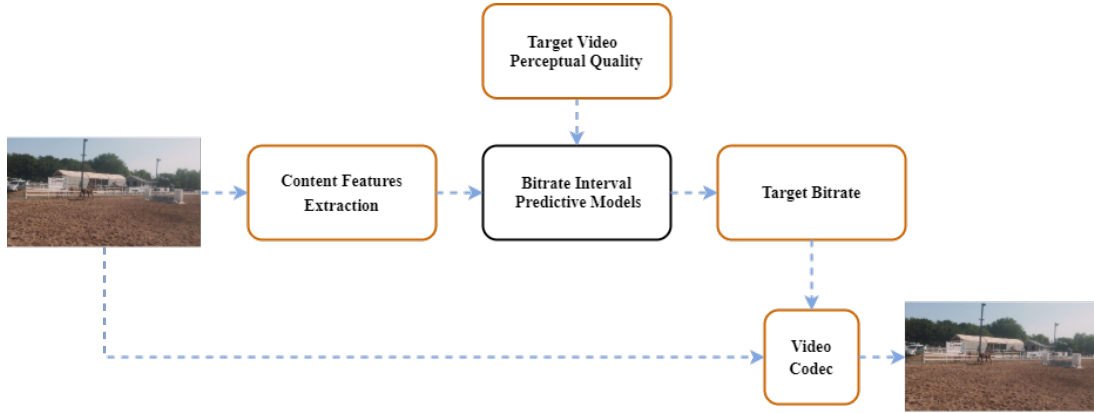 Target Video
Perceptual Quality
Content Features
Extraction
Bitrate Interval
Predictive Models
Target Bitrate
Video
Codec